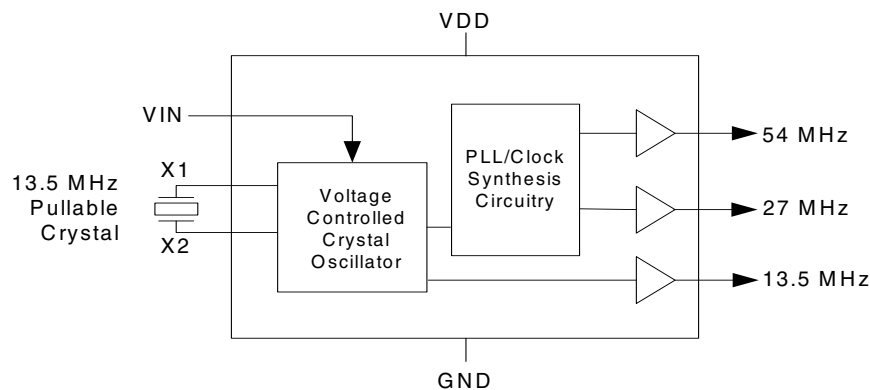 VDD
VIN
X1
13.5 MHz
Pullable
Crystal
X2
Voltage
Controlled
Crystal
Oscillator
PLL/Clock
Synthesis
Circuitry
54 MHz
27 MHz
13.5 MHz
GND